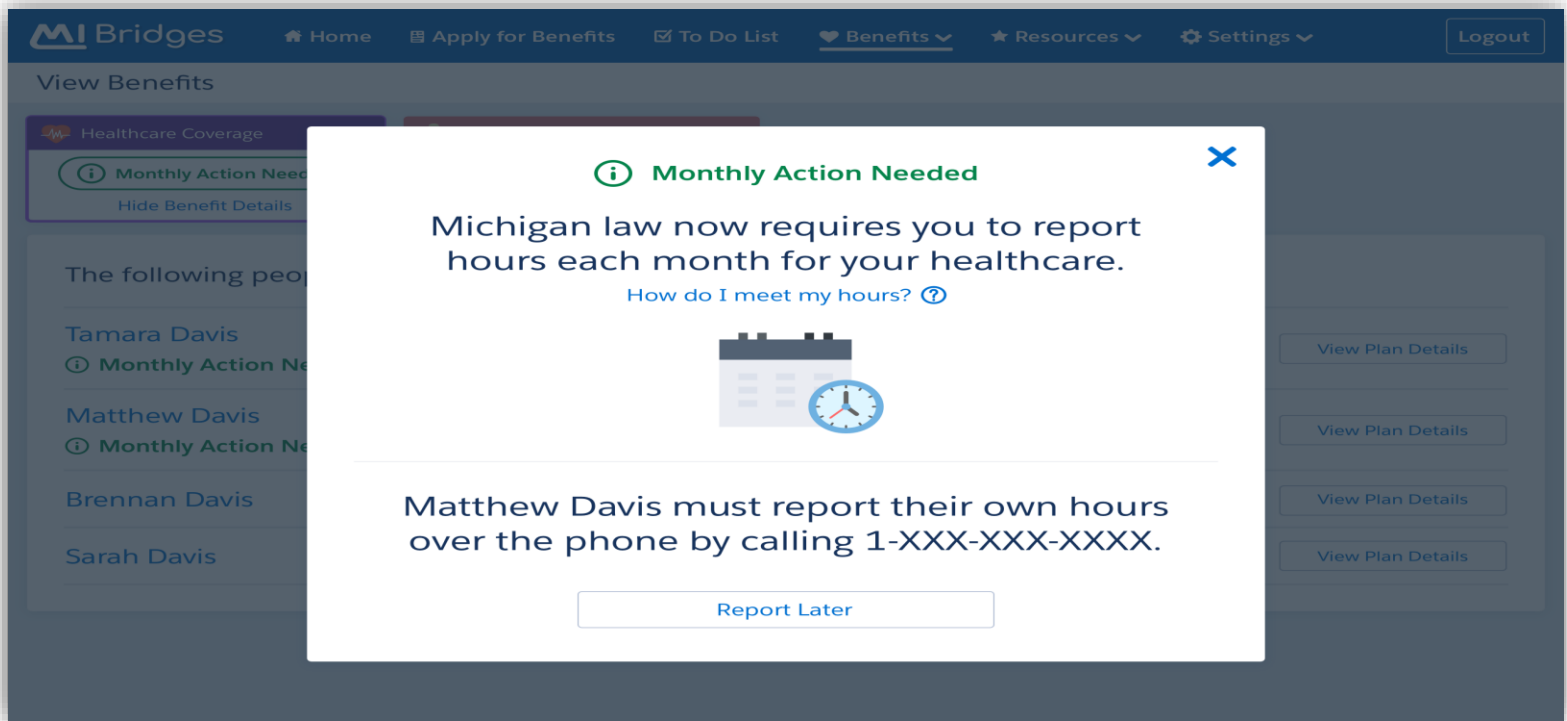 MI Bridges Home Apply for Benefits To Do List Benefits Resources Settings Logout
View Benefits
Healthcare Coverage
Monthly Action
Hide Benefit Details
Monthly Action Needed
Michigan law now requires you to report
hours each month for your healthcare.
How do I meet my hours?
The following
Tamara Davis
Monthly Action
View Plan Details
Matthew Davis
Monthly Action
View Plan Details
Brennan Davis
View Plan Details
Sarah Davis
View Plan Details
Matthew Davis must report their own hours
over the phone by calling 1-XXX-XXX-XXXX.
Report Later